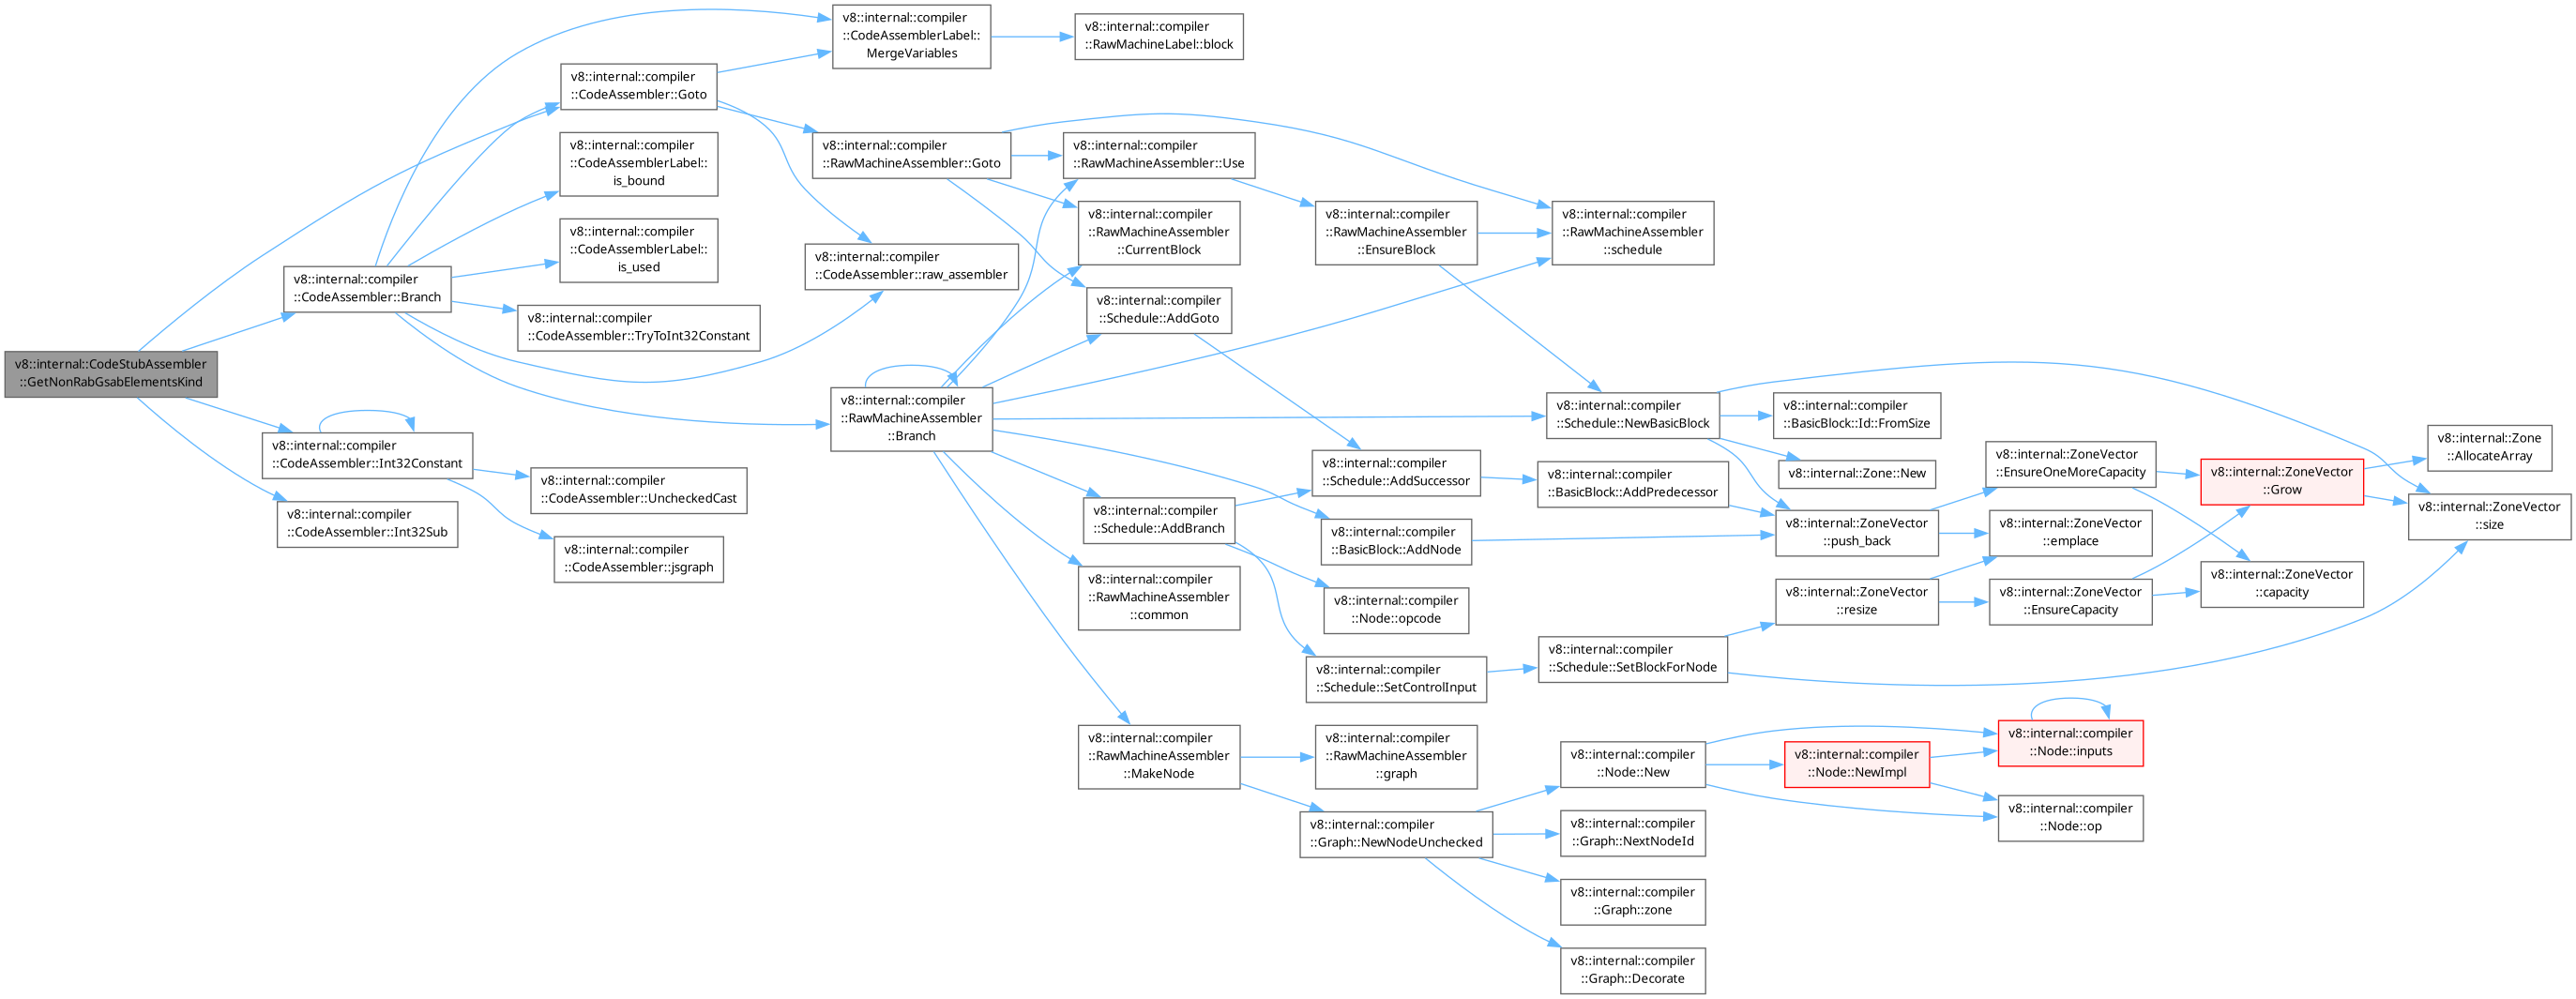 v8::internal::CodeStubAssembler
::GetNonRabGsabElementsKind
v8::internal::compiler
::CodeAssembler::Branch
v8::internal::compiler
::CodeAssembler::Int32Constant
v8::internal::compiler
::CodeAssembler::Int32Sub
v8::internal::compiler
::CodeAssembler::Goto
v8::internal::compiler
::CodeAssemblerLabel::
is_bound
v8::internal::compiler
::CodeAssemblerLabel::
is_used
v8::internal::compiler
::CodeAssembler::TryToInt32Constant
v8::internal::compiler
::CodeAssembler::UncheckedCast
v8::internal::compiler
::CodeAssembler::jsgraph
v8::internal::compiler
::CodeAssemblerLabel::
MergeVariables
v8::internal::compiler
::RawMachineAssembler::Goto
v8::internal::compiler
::CodeAssembler::raw_assembler
v8::internal::compiler
::RawMachineAssembler
::Branch
v8::internal::compiler
::RawMachineLabel::block
v8::internal::compiler
::RawMachineAssembler::Use
v8::internal::compiler
::RawMachineAssembler
::CurrentBlock
v8::internal::compiler
::Schedule::AddGoto
v8::internal::compiler
::Schedule::AddBranch
v8::internal::compiler
::RawMachineAssembler
::common
v8::internal::compiler
::RawMachineAssembler
::MakeNode
v8::internal::compiler
::RawMachineAssembler
::EnsureBlock
v8::internal::compiler
::Schedule::AddSuccessor
v8::internal::compiler
::BasicBlock::AddNode
v8::internal::compiler
::Node::opcode
v8::internal::compiler
::Schedule::SetControlInput
v8::internal::compiler
::RawMachineAssembler
::graph
v8::internal::compiler
::Graph::NewNodeUnchecked
v8::internal::compiler
::RawMachineAssembler
::schedule
v8::internal::compiler
::Schedule::NewBasicBlock
v8::internal::compiler
::BasicBlock::AddPredecessor
v8::internal::compiler
::Schedule::SetBlockForNode
v8::internal::compiler
::Node::New
v8::internal::compiler
::Graph::NextNodeId
v8::internal::compiler
::Graph::zone
v8::internal::compiler
::Graph::Decorate
v8::internal::compiler
::BasicBlock::Id::FromSize
v8::internal::Zone::New
v8::internal::ZoneVector
::push_back
v8::internal::ZoneVector
::resize
v8::internal::compiler
::Node::NewImpl
v8::internal::ZoneVector
::EnsureOneMoreCapacity
v8::internal::ZoneVector
::emplace
v8::internal::ZoneVector
::EnsureCapacity
v8::internal::compiler
::Node::inputs
v8::internal::compiler
::Node::op
v8::internal::ZoneVector
::Grow
v8::internal::ZoneVector
::capacity
v8::internal::Zone
::AllocateArray
v8::internal::ZoneVector
::size